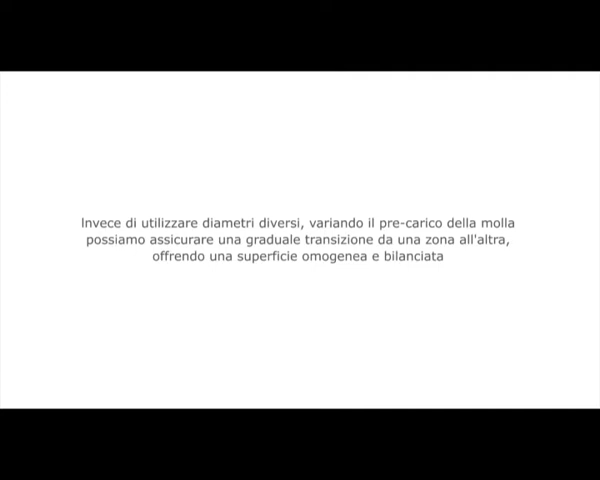 Invece di utilizzare diametri diversi, variando il pre-carico della molla
possiamo assicurare una graduale transizione da una zona all'altra,
offrendo una superficie omogenea e bilanciata